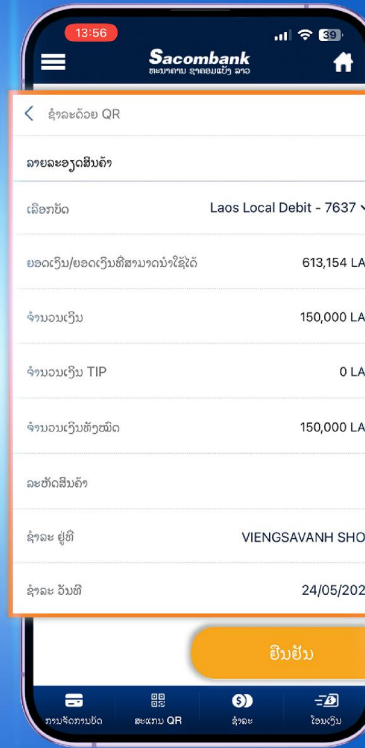 13:56
39
Sacombank
ທະນາຄານ ຊາຄອມແບັງ ລາວ
ຊຳລະດ້ວຍ QR
ລາຍລະອຽດສິນຄ້າ
ເລືອກບັດ Laos Local Debit - 7637
ຍອດເງິນ/ຍອດເງິນທີ່ສາມາດນຳໃຊ້ໄດ້ 613,154 LA
ຈຳນວນເງິນ 150,000 LA
ຈຳນວນເງິນ TIP 0 LA
ຈຳນວນເງິນທັງໝົດ 150,000 LA
ລະຫັດສິນຄ້າ
ຊຳລະ ຢູ່ທີ່ VIENGSAVANH SHO
ຊຳລະ ວັນທີ 24/05/202
ຢືນຢັນ
ການຈັດການບັດ ສະແກນ QR ຊຳລະ ໂອນເງິນ